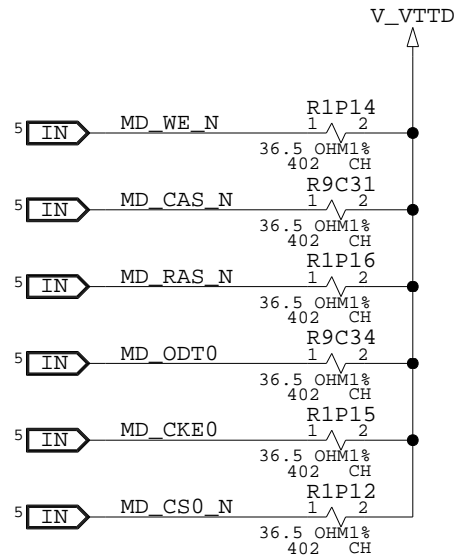 V_VTTD
5 IN MD_WE_N R1P14
1 2
36.5 OHM1%
402 CH
5 IN MD_CAS_N R9C31
1 2
36.5 OHM1%
402 CH
5 IN MD_RAS_N R1P16
1 2
36.5 OHM1%
402 CH
5 IN MD_ODT0 R9C34
1 2
36.5 OHM1%
402 CH
5 IN MD_CKE0 R1P15
1 2
36.5 OHM1%
402 CH
5 IN MD_CS0_N R1P12
1 2
36.5 OHM1%
402 CH